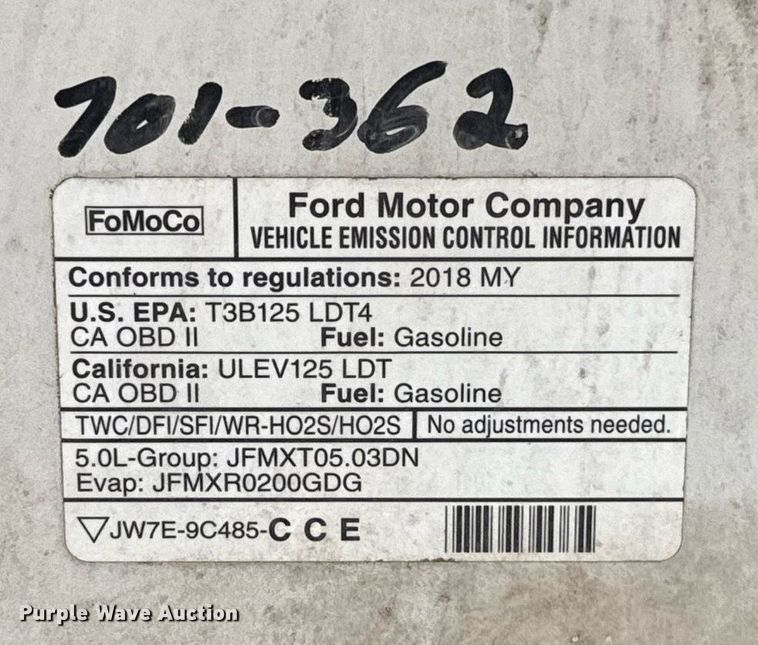 701-362
FoMoCo
Ford Motor Company
VEHICLE EMISSION CONTROL INFORMATION
Conforms to regulations: 2018 MY
U.S. EPA: T3B125 LDT4
CA OBD II Fuel: Gasoline
California: ULEV125 LDT
CA OBD II Fuel: Gasoline
TWC/DFI/SFI/WR-HO2S/HO2S No adjustments needed.
5.0L-Group: JFMXT05.03DN
Evap: JFMXR0200GDG
▽JW7E-9C485-C C E
Purple Wave Auction